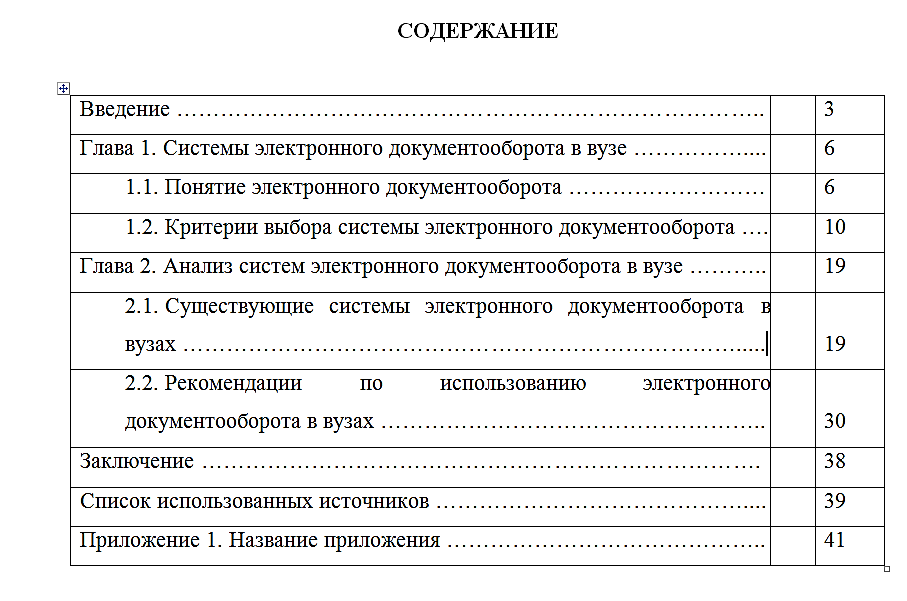 СОДЕРЖАНИЕ
Введение ……………………………………………………………………….. 3
Глава 1. Системы электронного документооборота в вузе …………….... 6
1.1. Понятие электронного документооборота ……………………… 6
1.2. Критерии выбора системы электронного документооборота …. 10
Глава 2. Анализ систем электронного документооборота в вузе ……….. 19
2.1. Существующие системы электронного документооборота в
вузах …………………………………………………………………..... 19
2.2. Рекомендации по использованию электронного
документооборота в вузах …………………………………………….. 30
Заключение …………………………………………………………………. 38
Список использованных источников …………………………………….... 39
Приложение 1. Название приложения …………………………………….. 41